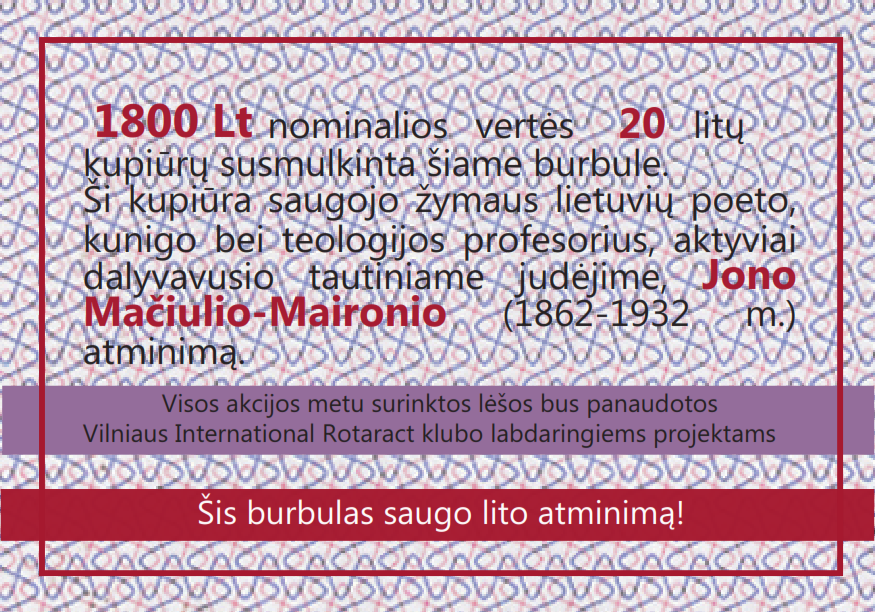 1800 Lt nominalios vertės 20 litų
kupiūrų susmulkinta šiame burbule.
Ši kupiūra saugojo žymaus lietuvių poeto,
kunigo bei teologijos profesorius, aktyviai
dalyvavusio tautiniame judėjime, Jono
Mačiulio-Maironio (1862-1932 m.)
atminimą.
Visos akcijos metu surinktos lėšos bus panaudotos
Vilniaus International Rotaract klubo labdaringiems projektams
Šis burbulas saugo lito atminimą!